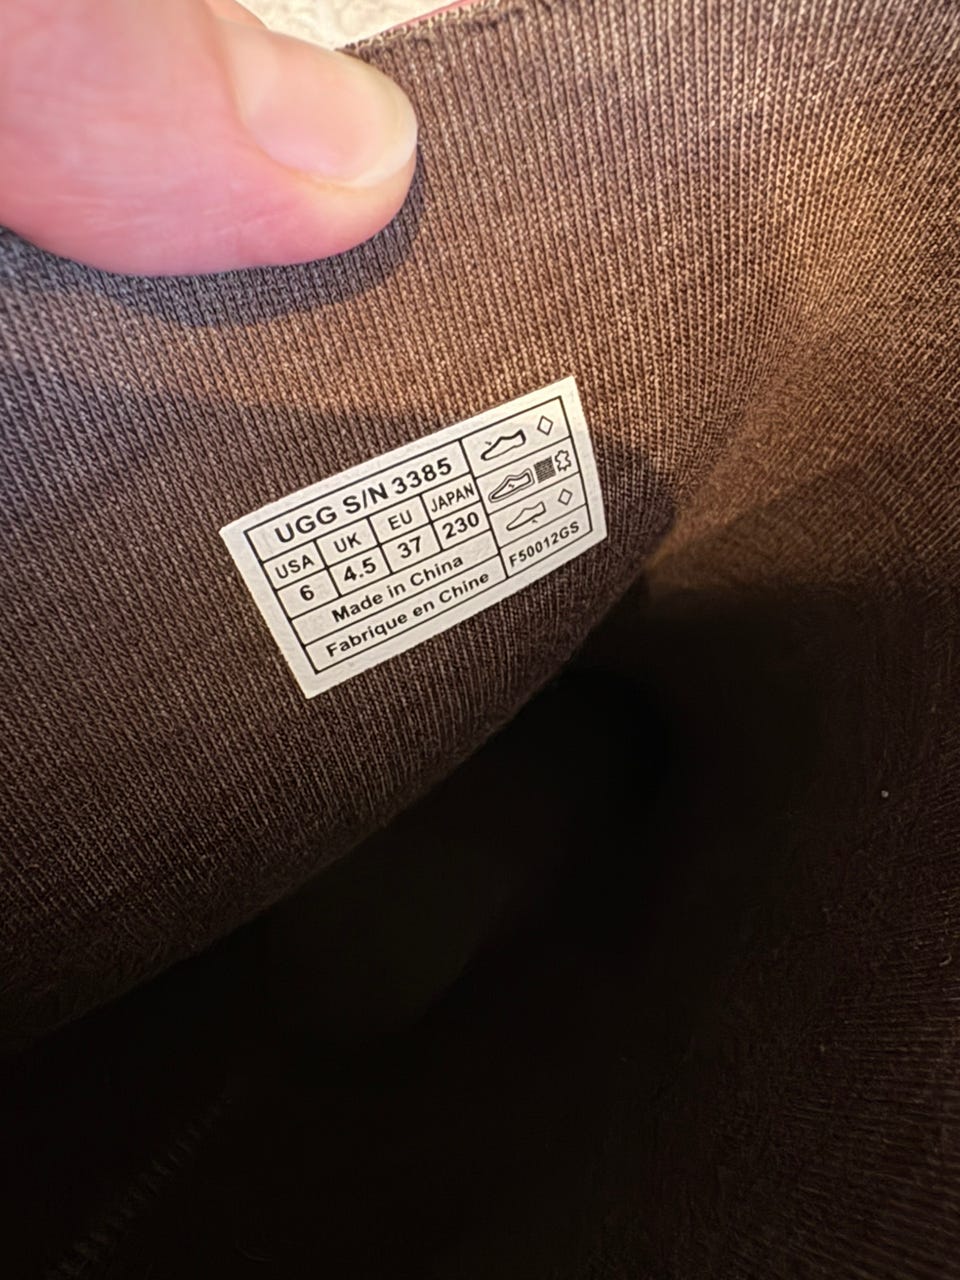 UGG S/N 3385
USA UK EU JAPAN
6 4.5 37 230
Made in China
Fabrique en Chine
F50012GS